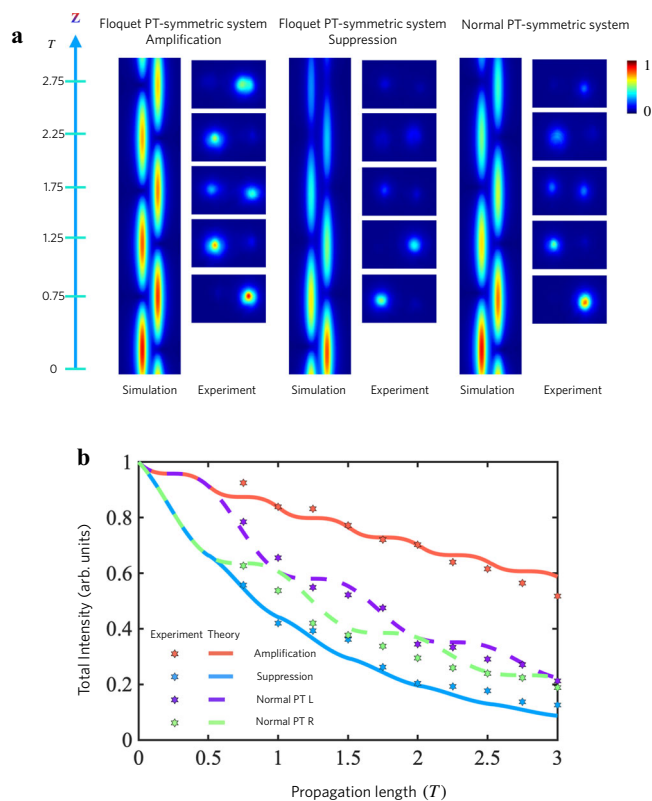 a
Z
T
Floquet PT-symmetric system
Amplification
Floquet PT-symmetric system
Suppression
Normal PT-symmetric system
1
0
2.75
2.25
1.75
1.25
0.75
0
Simulation
Experiment
Simulation
Experiment
Simulation
Experiment
b
Total Intensity (arb. units)
1
0.8
0.6
0.4
0.2
0
Experiment Theory
Amplification
Suppression
Normal PT L
Normal PT R
0 0.5 1 1.5 2 2.5 3
Propagation length (T)